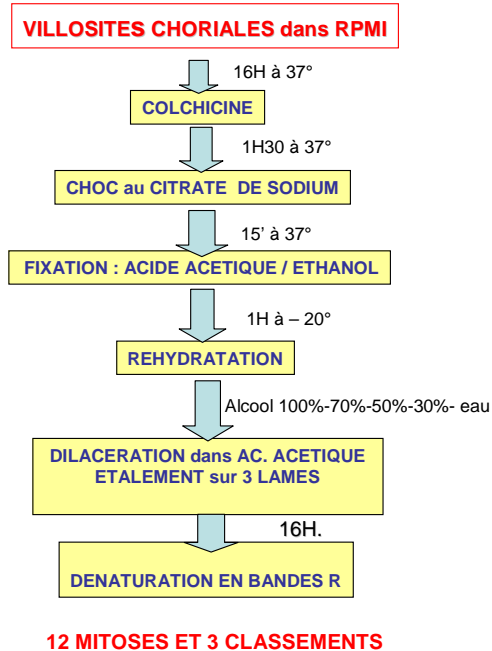 VILLOSITES CHORIALES dans RPMI
16H à 37°
COLCHICINE
1H30 à 37°
CHOC au CITRATE DE SODIUM
15' à 37°
FIXATION : ACIDE ACETIQUE / ETHANOL
1H à – 20°
REHYDRATATION
Alcool 100%-70%-50%-30%- eau
DILACERATION dans AC. ACETIQUE
ETALEMENT sur 3 LAMES
16H.
DENATURATION EN BANDES R
12 MITOSES ET 3 CLASSEMENTS